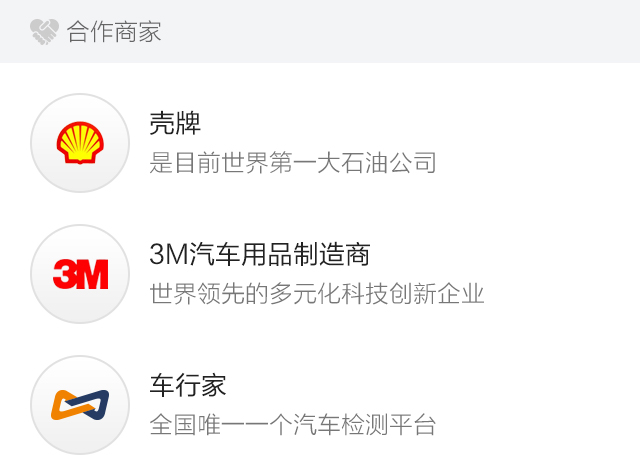 合作商家
壳牌
是目前世界第一大石油公司
3M
3M汽车用品制造商
世界领先的多元化科技创新企业
车行家
全国唯一一个汽车检测平台